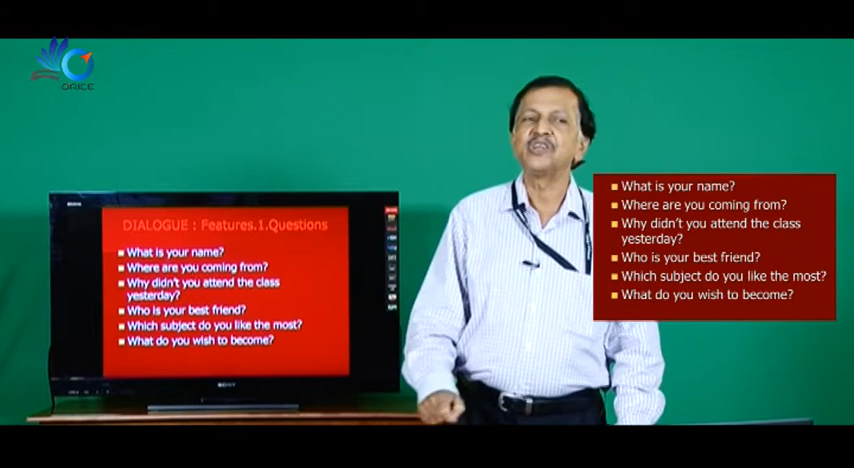 QRICE
DIALOGUE : Features.1.Questions
What is your name?
Where are you coming from?
Why didn't you attend the class
yesterday?
Who is your best friend?
Which subject do you like the most?
What do you wish to become?
SONY
What is your name?
Where are you coming from?
Why didn't you attend the class
yesterday?
Who is your best friend?
Which subject do you like the most?
What do you wish to become?